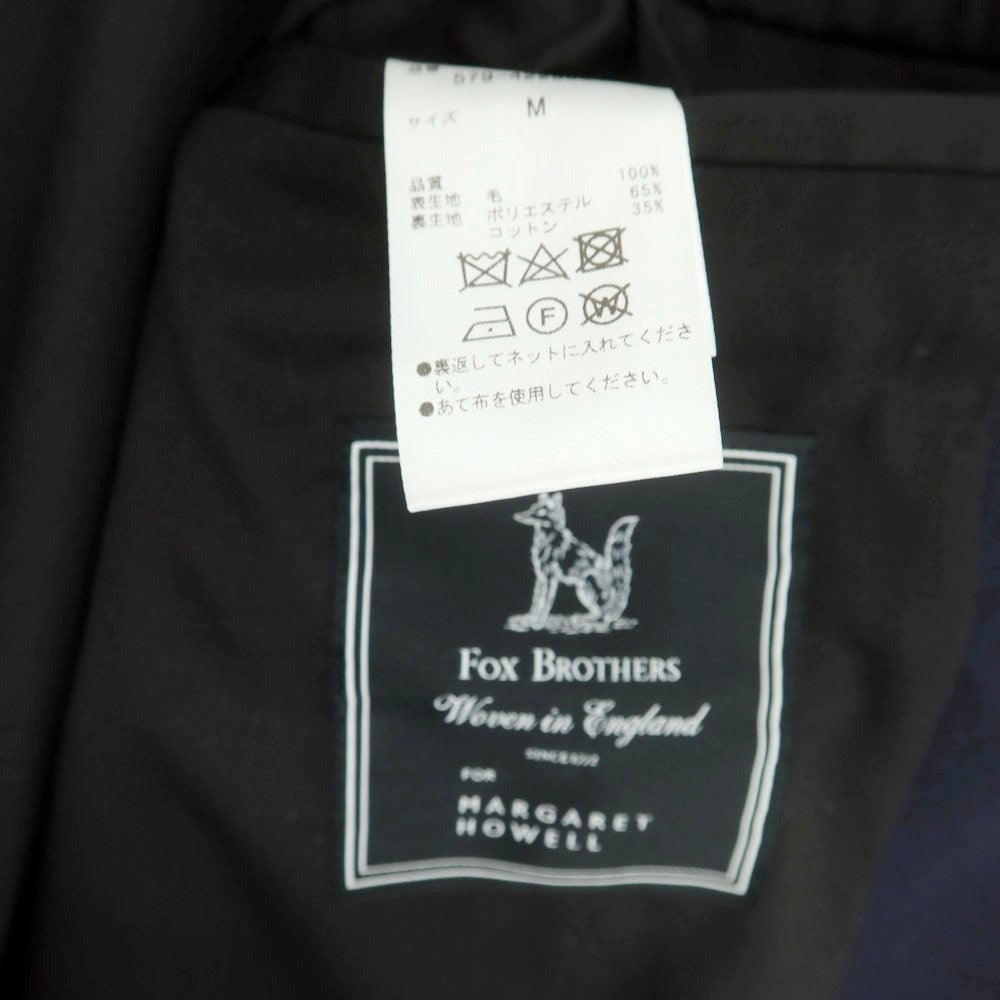 サイズ M
品質
表生地 毛 100%
裏生地 ポリエステル 65%
コットン 35%
F
W
●裏返してネットに入れてくださ
い。
●あて布を使用してください。
FOX BROTHERS
Woven in England
SINCE 1772
FOR
MARGARET
HOWELL